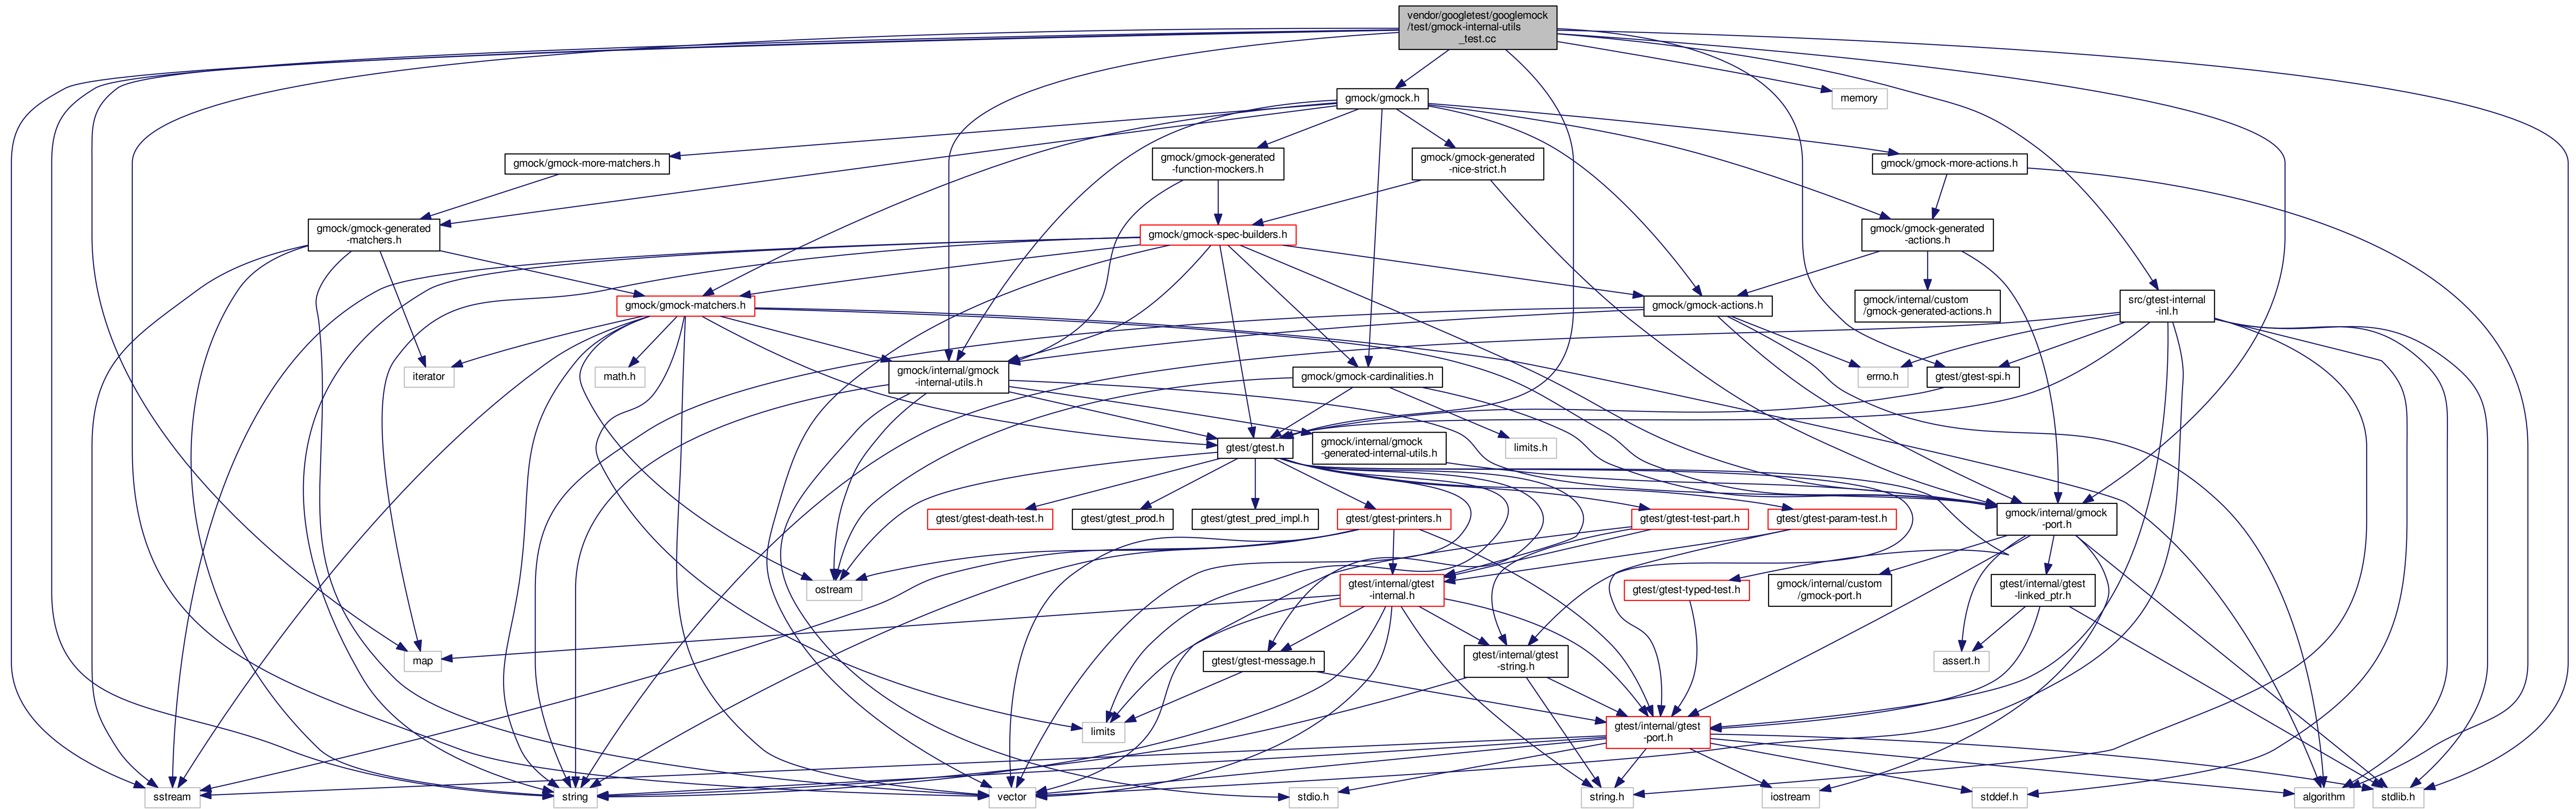 vendor/googletest/googlemock
/test/gmock-internal-utils
_test.cc
gmock/gmock.h
memory
gmock/gmock-more-matchers.h
gmock/gmock-generated
-function-mockers.h
gmock/gmock-generated
-nice-strict.h
gmock/gmock-more-actions.h
gmock/gmock-generated
-matchers.h
gmock/gmock-spec-builders.h
gmock/gmock-generated
-actions.h
gmock/gmock-matchers.h
gmock/gmock-actions.h
gmock/internal/custom
/gmock-generated-actions.h
src/gtest-internal
-inl.h
iterator
math.h
gmock/internal/gmock
-internal-utils.h
gmock/gmock-cardinalities.h
errno.h
gtest/gtest-spi.h
gtest/gtest.h
gmock/internal/gmock
-generated-internal-utils.h
limits.h
gtest/gtest-death-test.h
gtest/gtest_prod.h
gtest/gtest_pred_impl.h
gtest/gtest-printers.h
gtest/gtest-test-part.h
gtest/gtest-param-test.h
gmock/internal/gmock
-port.h
ostream
gtest/internal/gtest
-internal.h
gtest/gtest-typed-test.h
gmock/internal/custom
/gmock-port.h
gtest/internal/gtest
-linked_ptr.h
map
gtest/gtest-message.h
gtest/internal/gtest
-string.h
assert.h
limits
gtest/internal/gtest
-port.h
sstream
string
vector
stdio.h
string.h
iostream
stddef.h
algorithm
stdlib.h